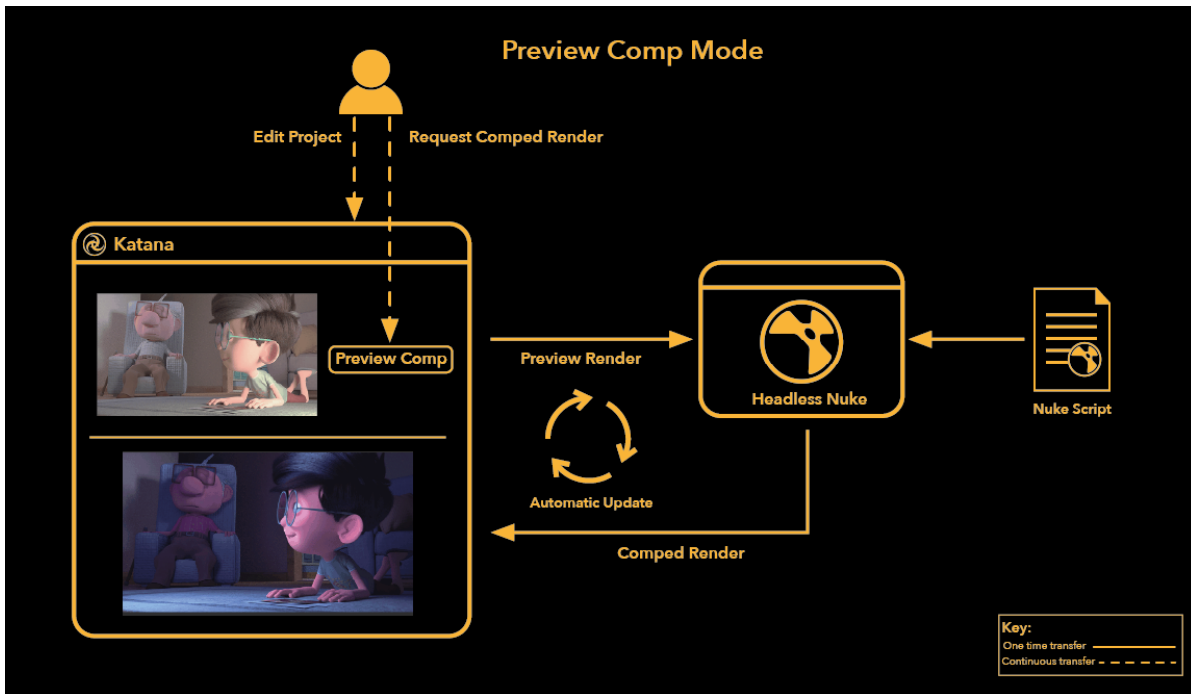 Preview Comp Mode
Edit Project
Request Comped Render
Katana
Preview Comp
Preview Render
Headless Nuke
Nuke Script
Automatic Update
Comped Render
Key:
One time transfer
Continuous transfer